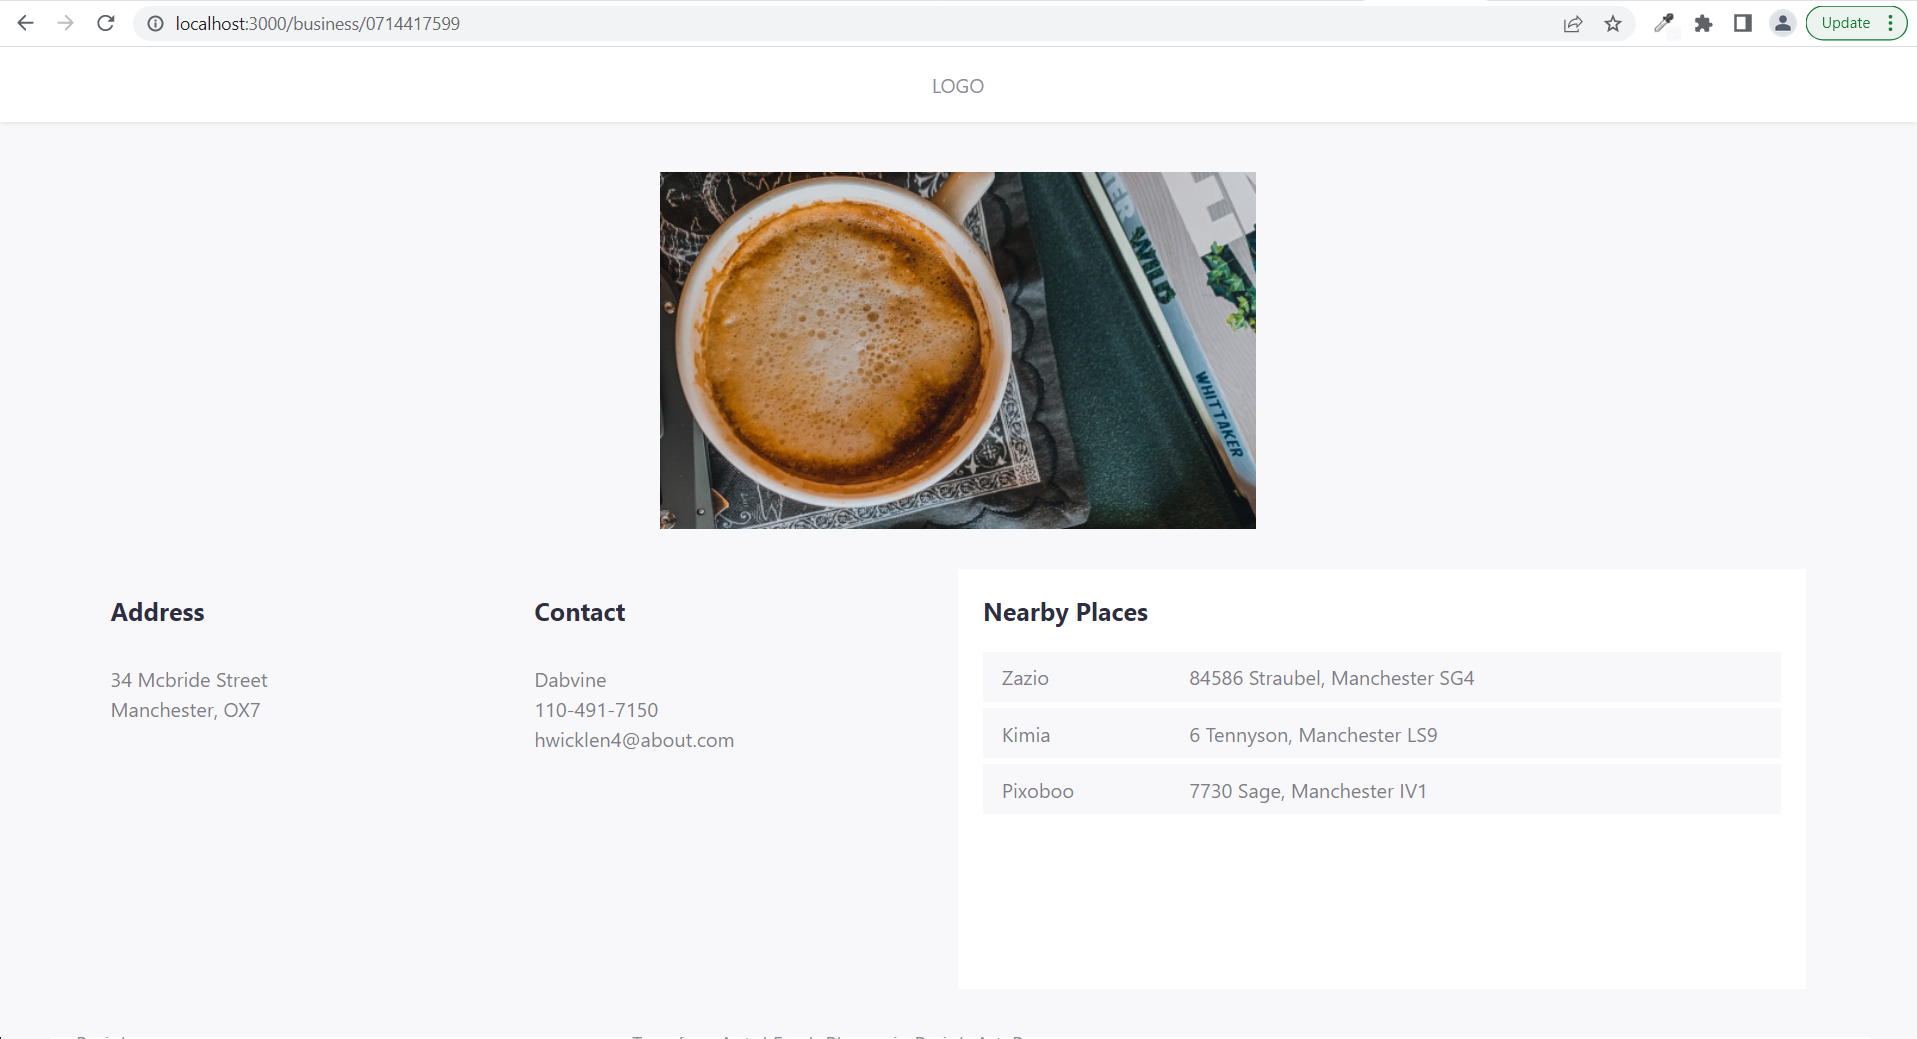 localhost:3000/business/0714417599
Update
LOGO
WILD
WHITTAKER
Address
34 Mcbride Street
Manchester, OX7
Contact
Dabvine
110-491-7150
hwicklen4@about.com
Nearby Places
Zazio 84586 Straubel, Manchester SG4
Kimia 6 Tennyson, Manchester LS9
Pixoboo 7730 Sage, Manchester IV1